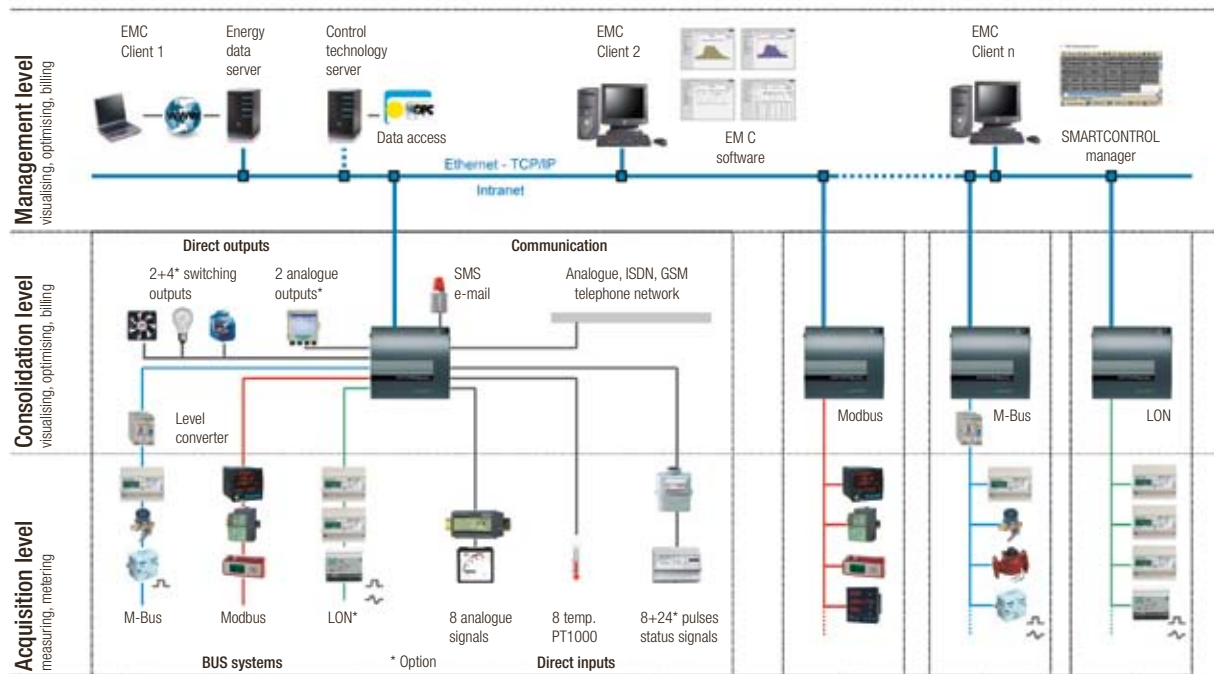 Management level
visualising, optimising, billing
EMC
Client 1
Energy
data
server
Control
technology
server
Data access
EMC
Client 2
EM C
software
EMC
Client n
SMARTCONTROL
manager
WWW
OPC
Ethernet - TCP/IP
Intranet
Consolidation level
visualising, optimising, billing
Direct outputs
Communication
2+4* switching
outputs
2 analogue
outputs*
SMS
e-mail
Analogue, ISDN, GSM
telephone network
Level
converter
Modbus
M-Bus
LON
Acquisition level
measuring, metering
M-Bus
Modbus
LON*
8 analogue
signals
8 temp.
PT1000
8+24* pulses
status signals
BUS systems
* Option
Direct inputs